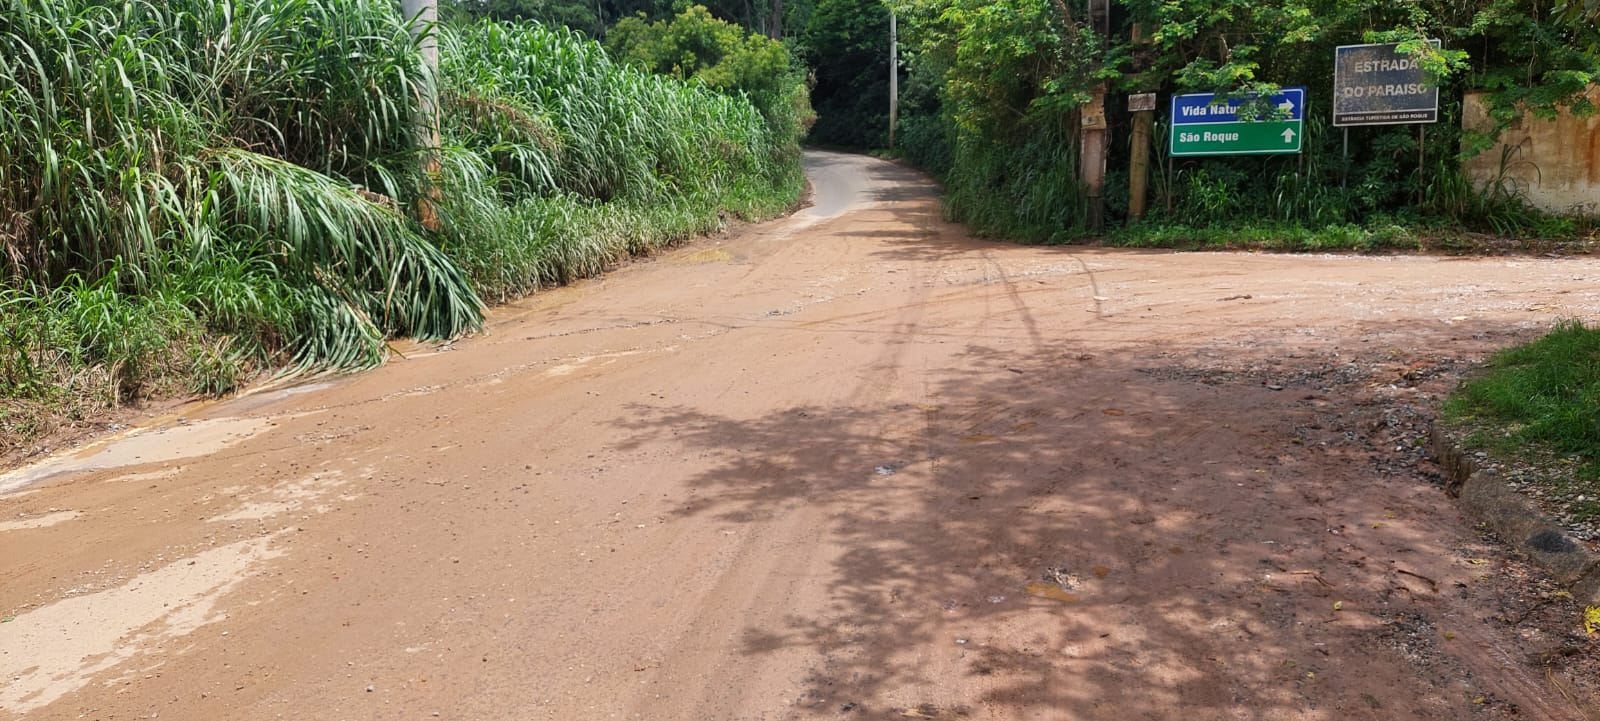 Vida Natu
São Roque
ESTRADA
DO PARAISO
ESTÂNCIA TURÍSTICA DE SÃO ROQUE